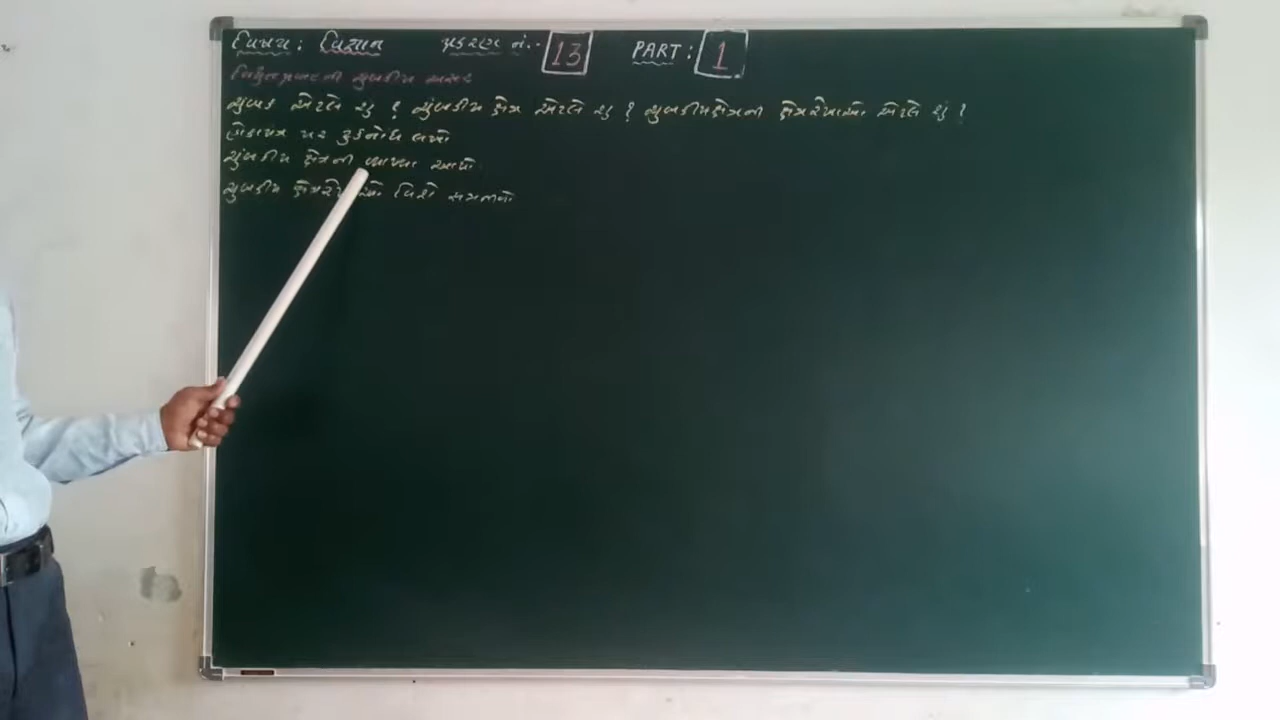 વિષય : વિજ્ઞાન પ્રકરણ નં.. 13 PART : 1
વિદ્યુતપ્રવાહની ચુંબકીય અસરો
ચુંબક એટલે શું ? ચુંબકીય ક્ષેત્ર એટલે શું ? ચુંબકીયક્ષેત્રની ક્ષેત્રરેખાઓ એટલે શું ?
હોકાયંત્ર પર ટુંકનોંધ લખો
ચુંબકીય ક્ષેત્રની વ્યાખ્યા આપો.
ચુંબકીય ક્ષેત્રરેખાઓ વિશે સમજાવો